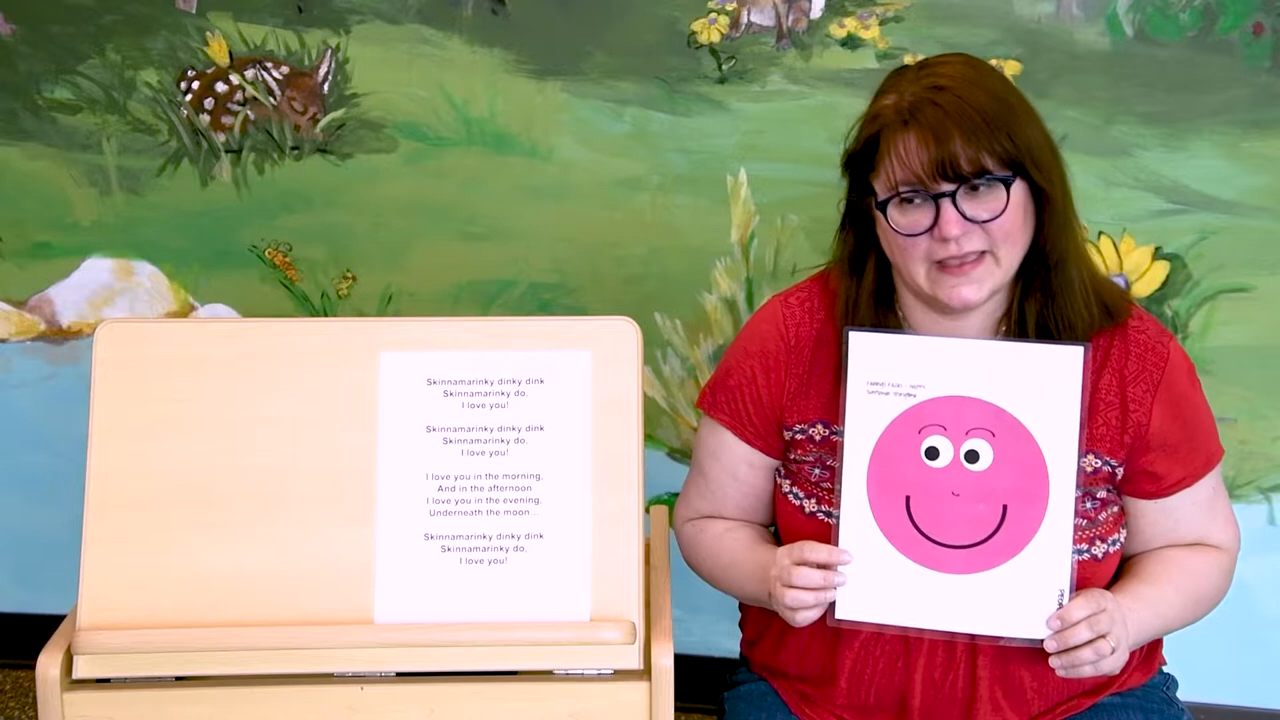 Skinnamarinky dinky dink
Skinnamarinky do,
I love you!
Skinnamarinky dinky dink
Skinnamarinky do,
I love you!
I love you in the morning,
And in the afternoon
I love you in the evening,
Underneath the moon...
Skinnamarinky dinky dink
Skinnamarinky do,
I love you!